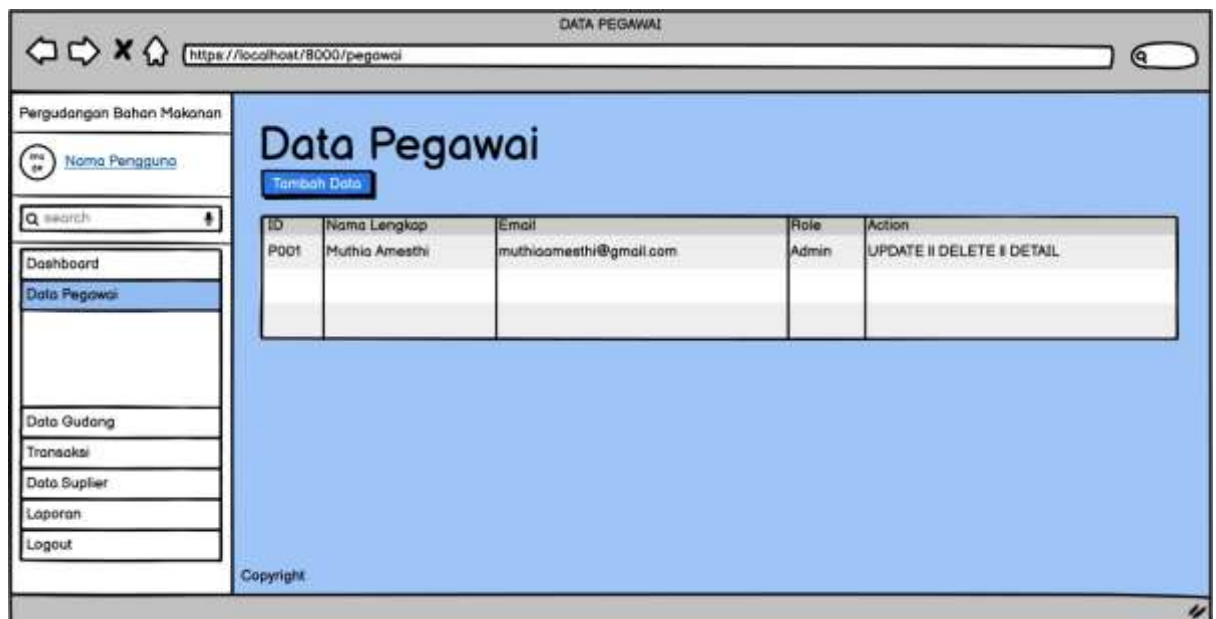 DATA PEGAWAI
https://localhost/8000/pegawai
Pergudangan Bahan Makanan
Nama Pengguna
search
Dashboard
Data Pegawai
Data Gudang
Transaksi
Data Suplier
Laporan
Logout
Data Pegawai
Tambah Data
ID Nama Lengkap Email Role Action
P001 Muthia Amesthi muthiaamesthi@gmail.com Admin UPDATE II DELETE II DETAIL
Copyright